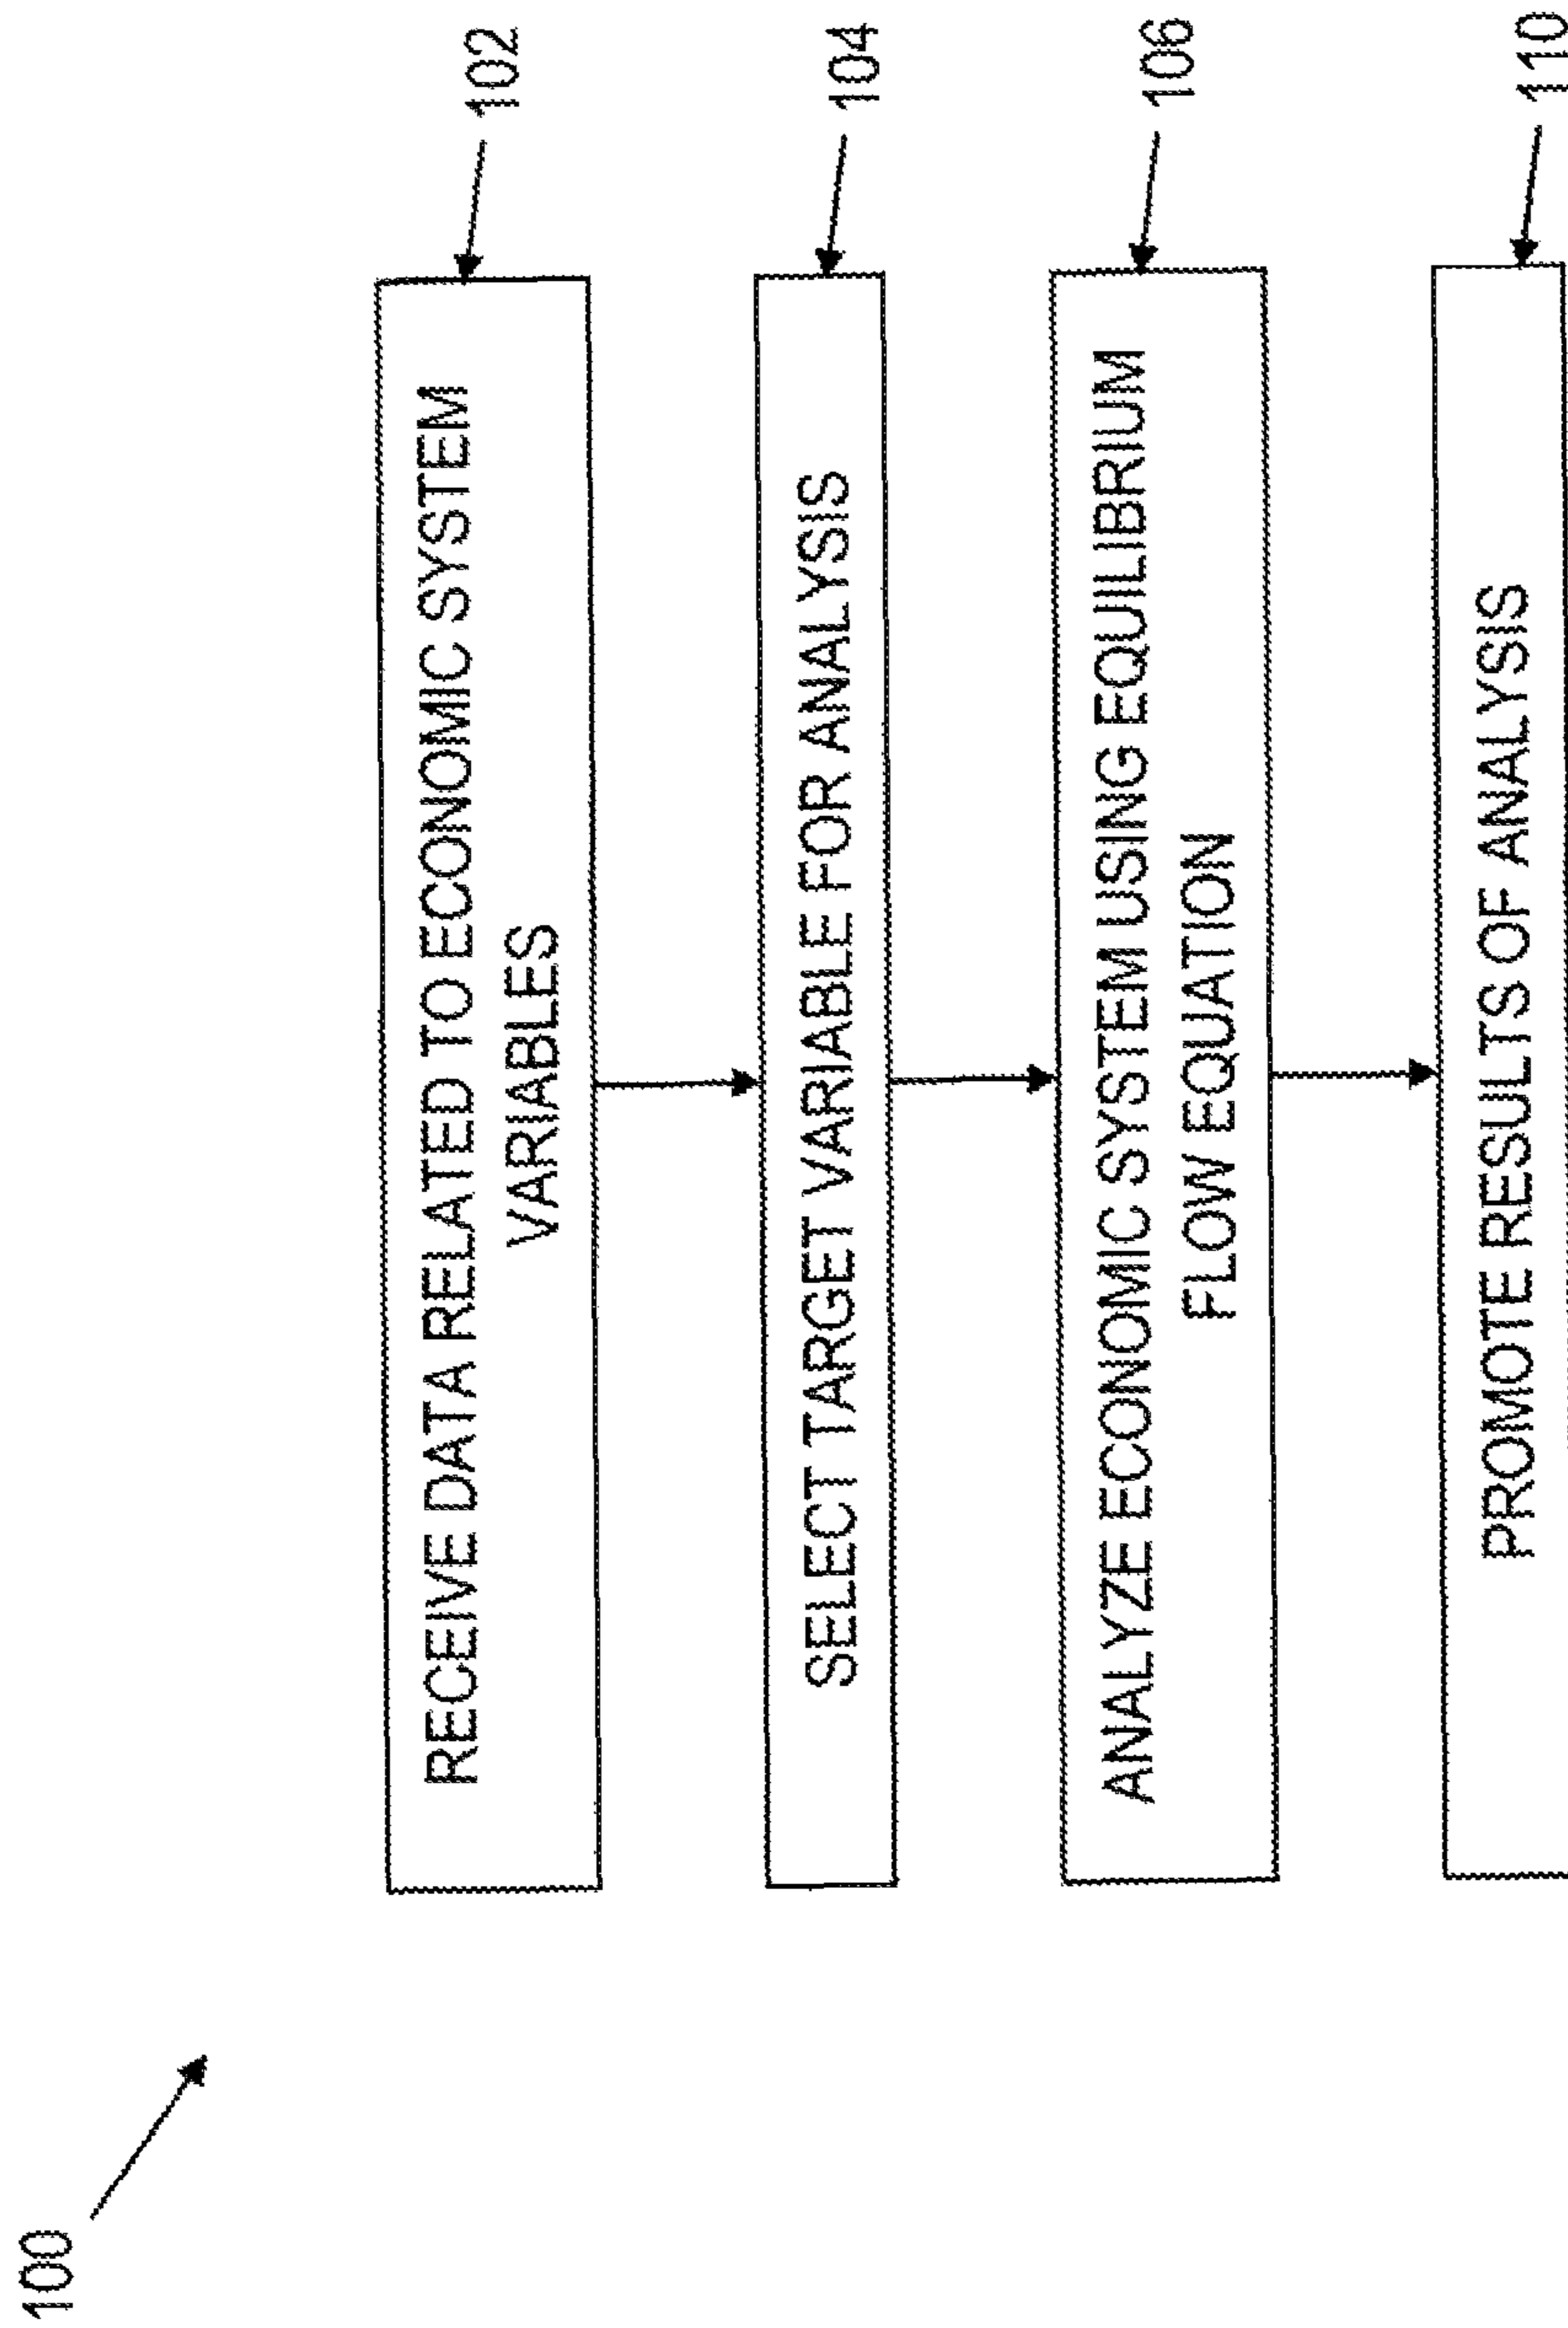 100
RECEIVE DATA RELATED TO ECONOMIC SYSTEM
VARIABLES
102
SELECT TARGET VARIABLE FOR ANALYSIS
104
ANALYZE ECONOMIC SYSTEM USING EQUILIBRIUM
FLOW EQUATION
106
PROMOTE RESULTS OF ANALYSIS
110